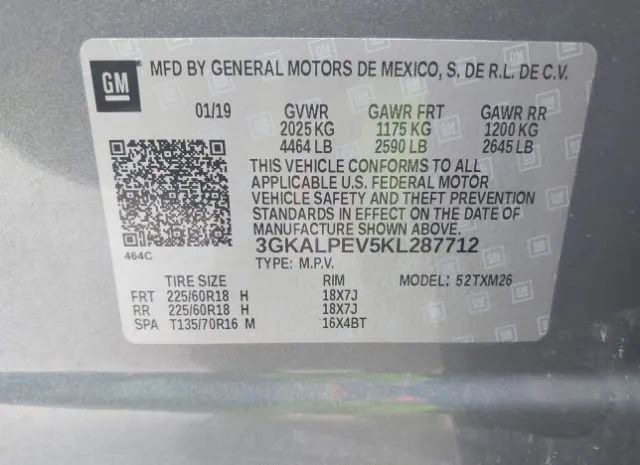 GM MFD BY GENERAL MOTORS DE MEXICO, S. DE R.L. DE C.V.
01/19 GVWR GAWR FRT GAWR RR
2025 KG 1175 KG 1200 KG
4464 LB 2590 LB 2645 LB
THIS VEHICLE CONFORMS TO ALL
APPLICABLE U.S. FEDERAL MOTOR
VEHICLE SAFETY AND THEFT PREVENTION
STANDARDS IN EFFECT ON THE DATE OF
MANUFACTURE SHOWN ABOVE.
464C 3GKALPEV5KL287712
TYPE: M.P.V.
TIRE SIZE RIM MODEL: 52TXM26
FRT 225/60R18 H 18X7J
RR 225/60R18 H 18X7J
SPA T135/70R16 M 16X4BT